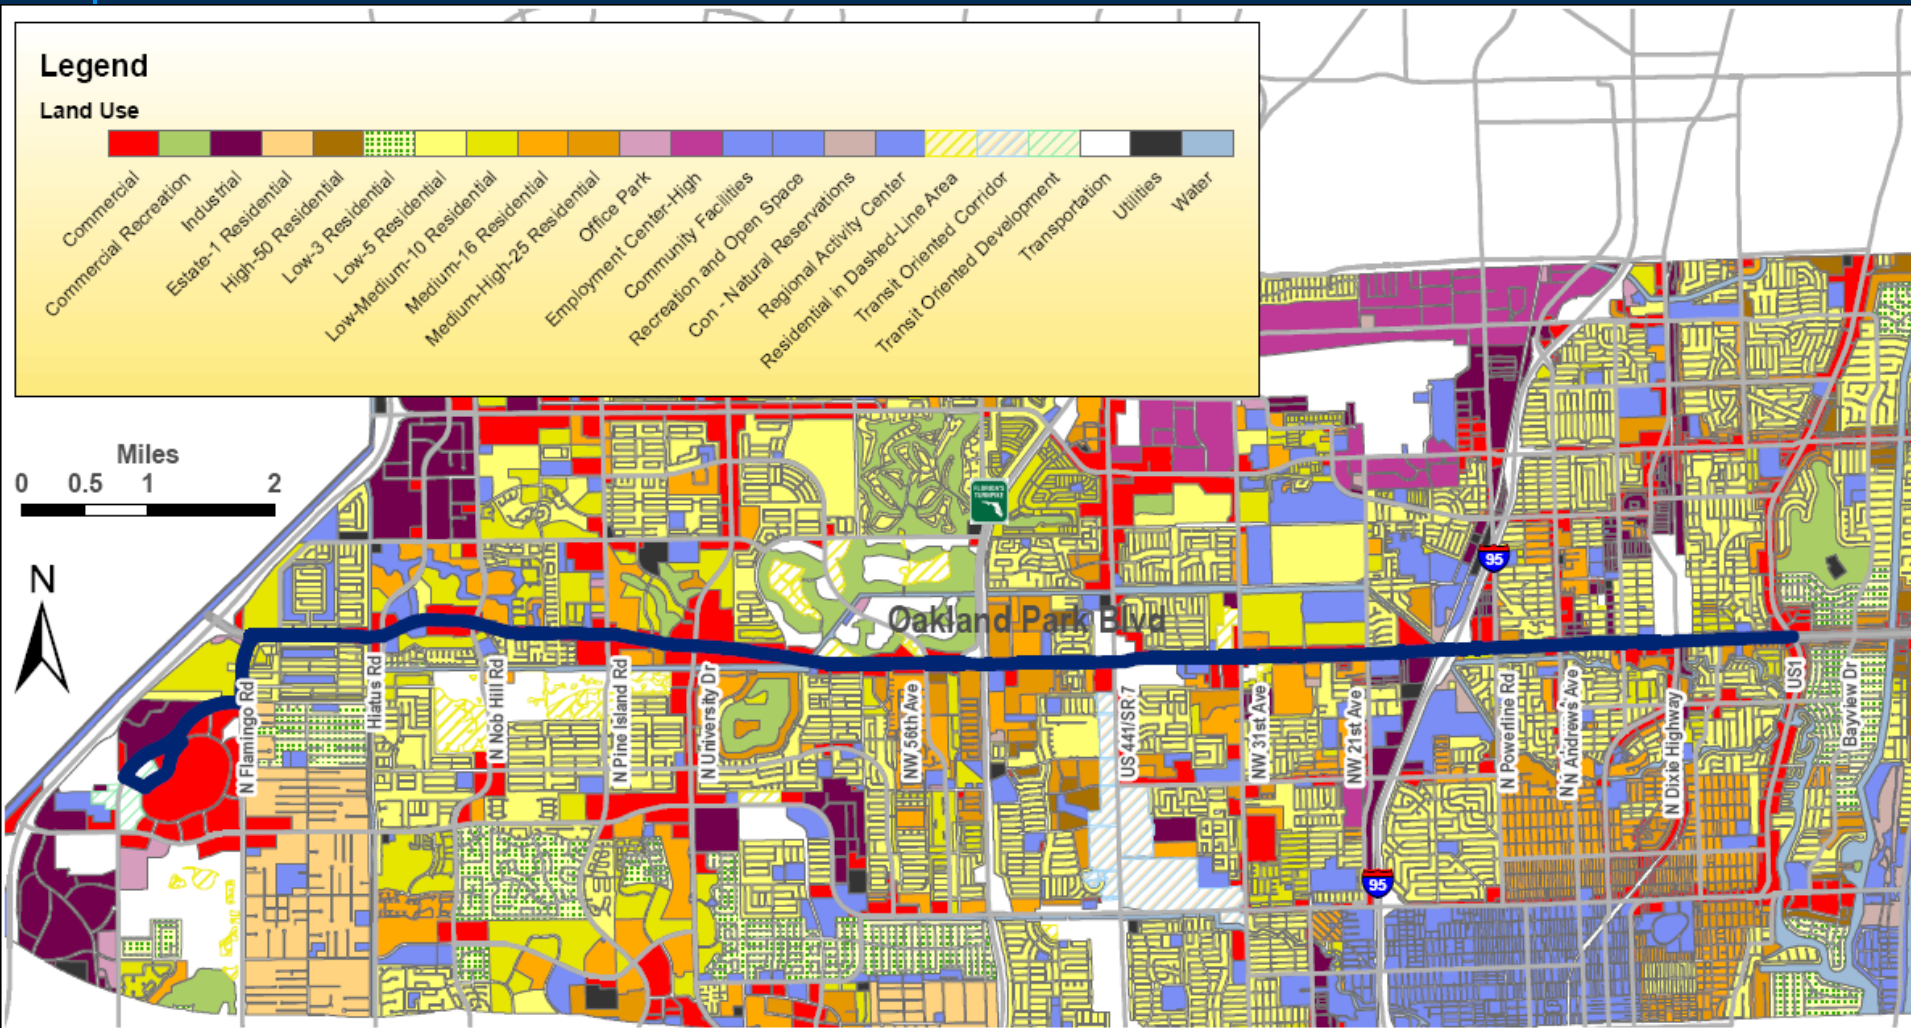 Legend
Land Use
Commercial
Commercial Recreation
Industrial
Estate-1 Residential
High-50 Residential
Low-3 Residential
Low-5 Residential
Low-Medium-10 Residential
Medium-16 Residential
Medium-High-25 Residential
Office Park
Employment Center-High
Community Facilities
Recreation and Open Space
Con - Natural Reservations
Regional Activity Center
Residential in Dashed-Line Area
Transit Oriented Corridor
Transit Oriented Development
Transportation
Utilities
Water
Miles
0 0.5 1 2
N
FLORIDA'S
TURNPIKE
95
Oakland Park Blvd
N Flamingo Rd
Hiatus Rd
N Nob Hill Rd
N Pine Island Rd
N University Dr
NW 56th Ave
US 441/SR 7
NW 31st Ave
NW 21st Ave
N Powerline Rd
N Andrews Ave
N Dixie Highway
US1
Bayview Dr
95